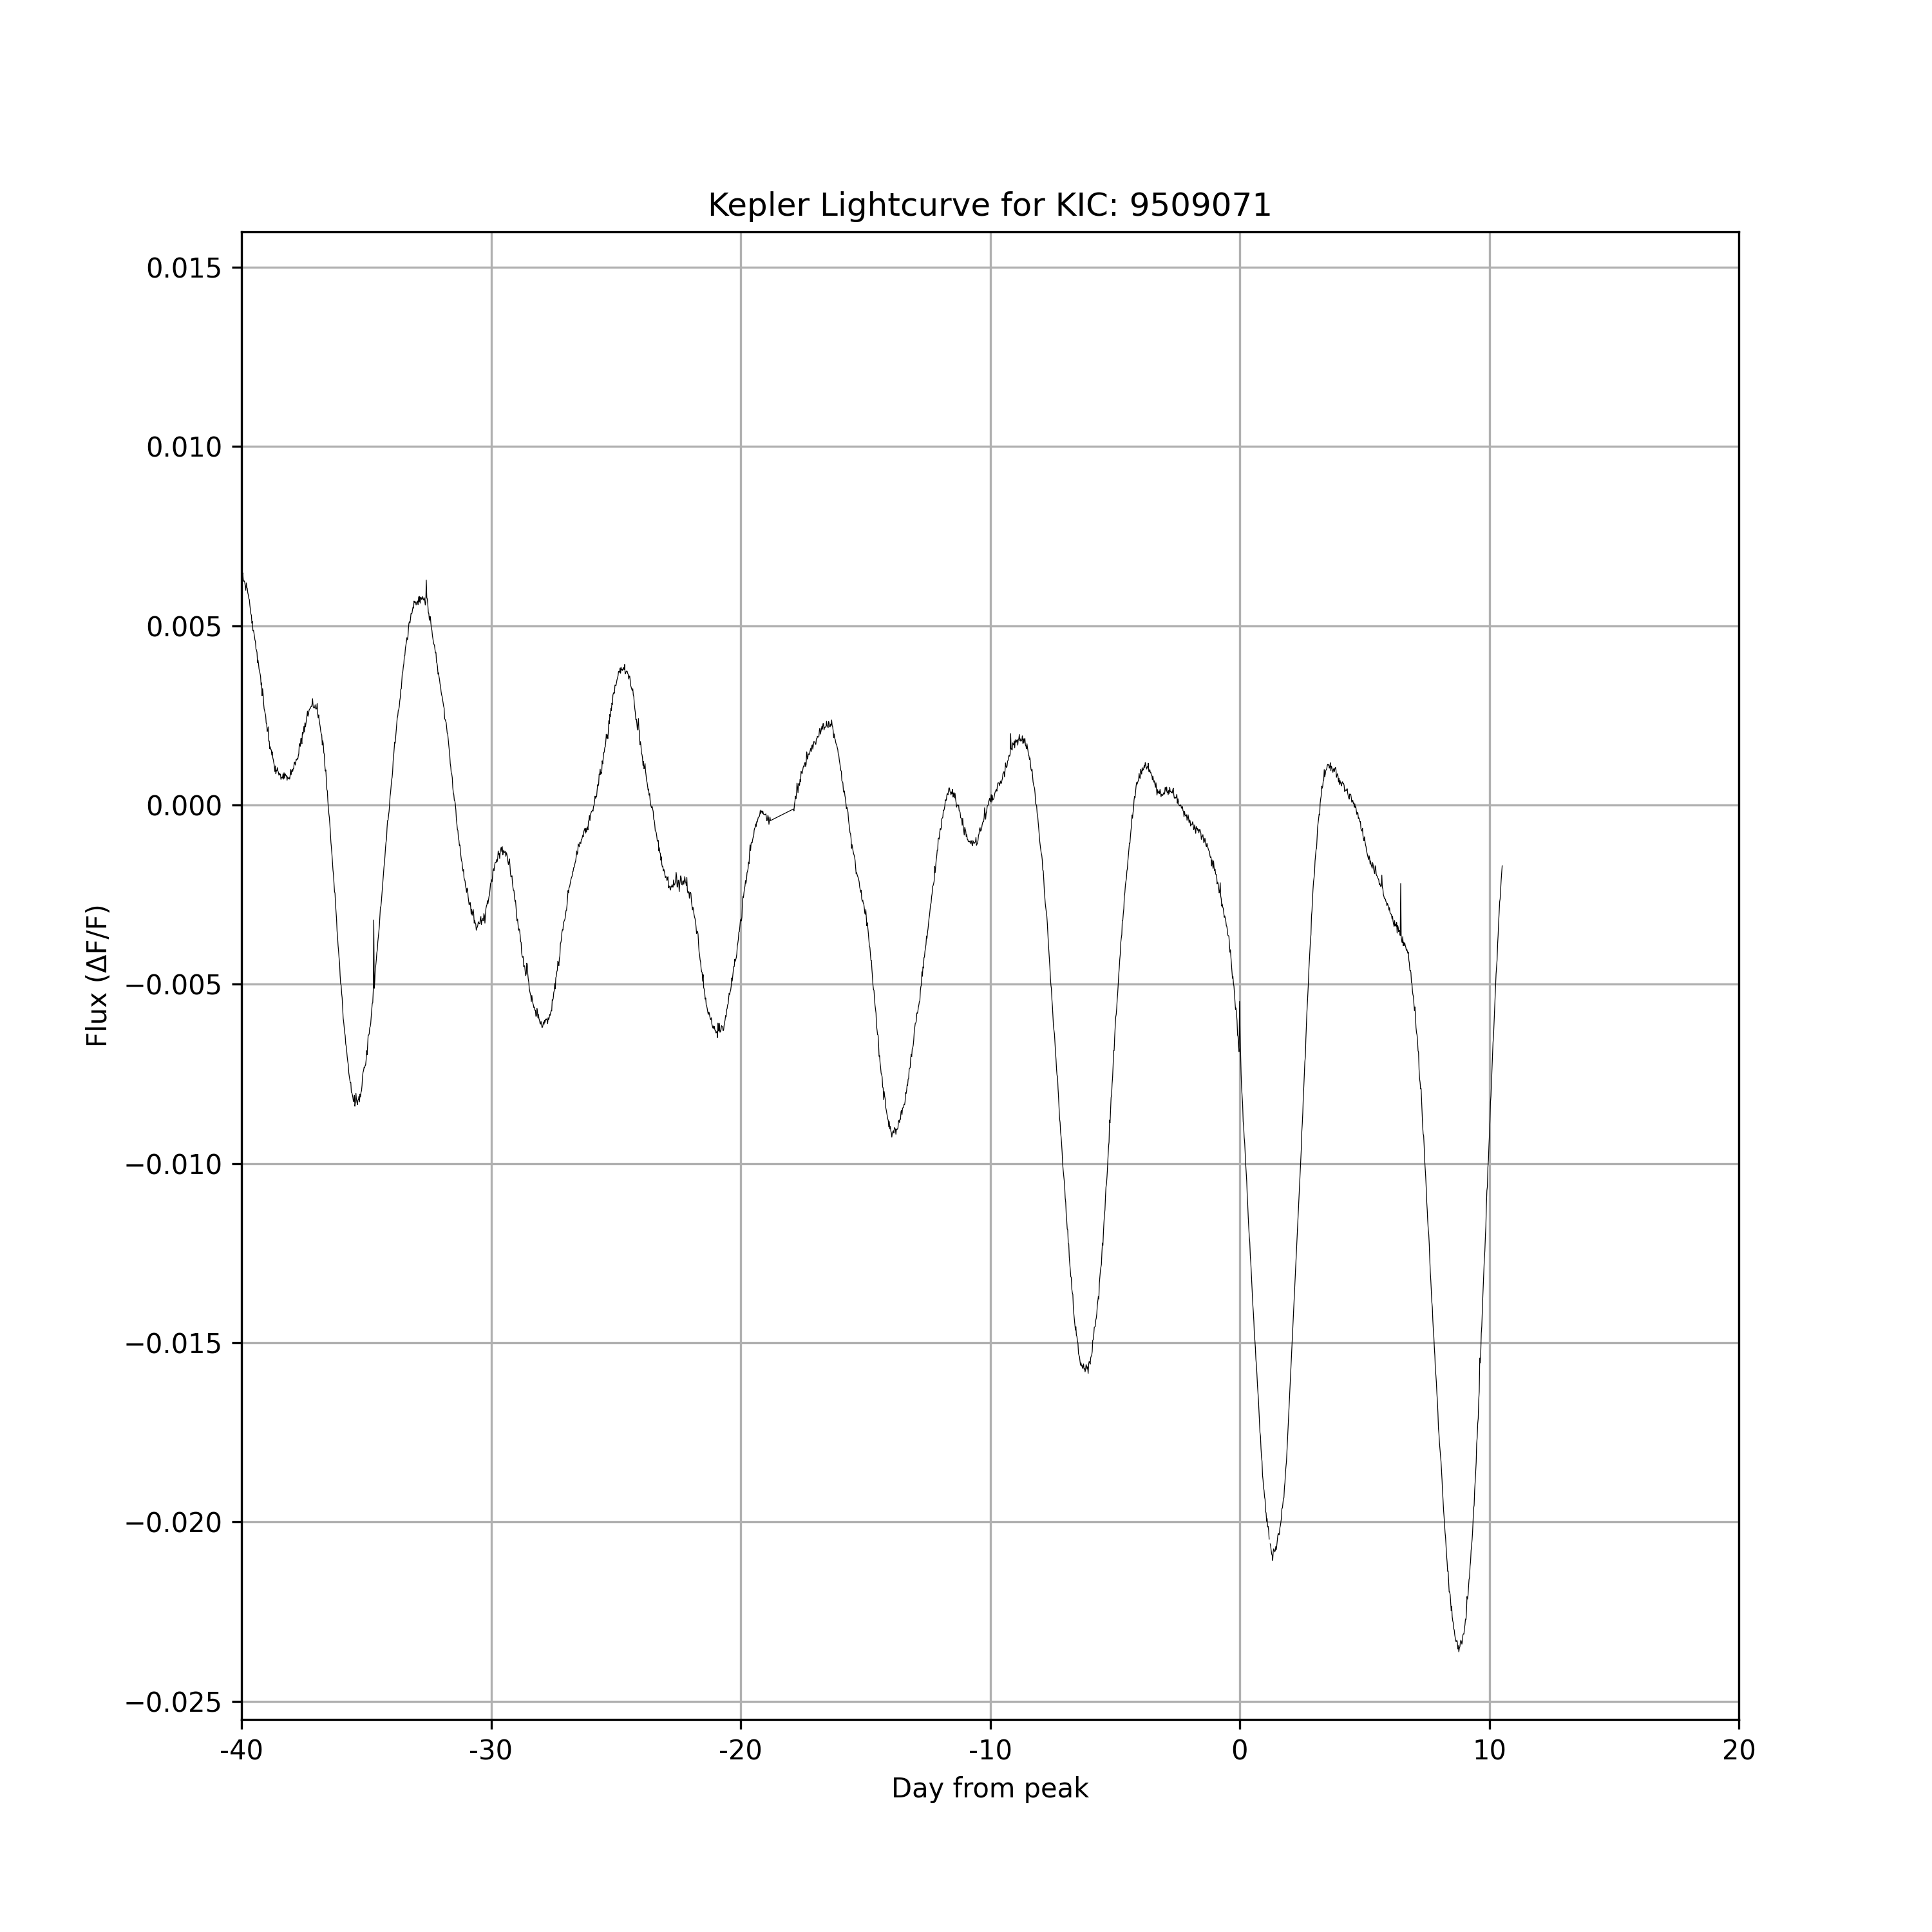 Kepler Lightcurve for KIC: 9509071
0.015
0.010
0.005
0.000
−0.005
−0.010
−0.015
−0.020
−0.025
Flux (ΔF/F)
-40 -30 -20 -10 0 10 20
Day from peak